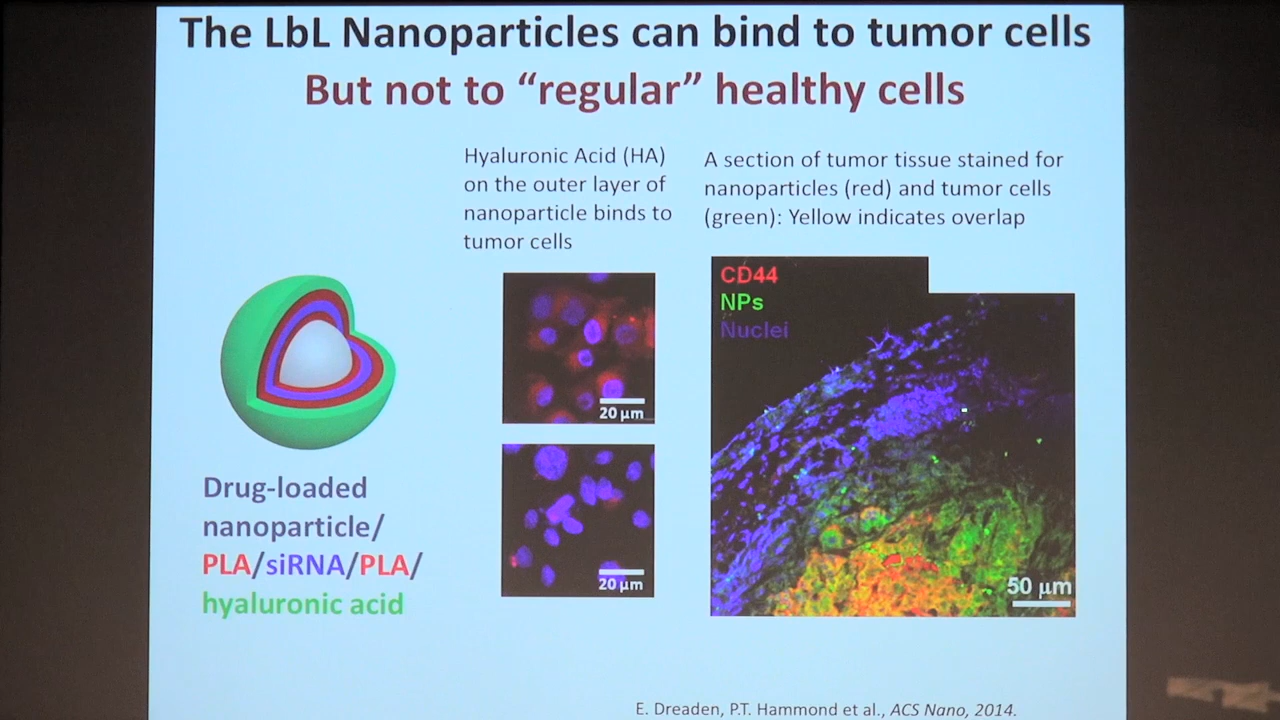 The LbL Nanoparticles can bind to tumor cells
But not to “regular” healthy cells
Hyaluronic Acid (HA)
on the outer layer of
nanoparticle binds to
tumor cells
A section of tumor tissue stained for
nanoparticles (red) and tumor cells
(green): Yellow indicates overlap
CD44
NPs
Nuclei
20 µm
20 µm
50 µm
Drug-loaded
nanoparticle/
PLA/siRNA/PLA/
hyaluronic acid
E. Dreaden, P.T. Hammond et al., ACS Nano, 2014.